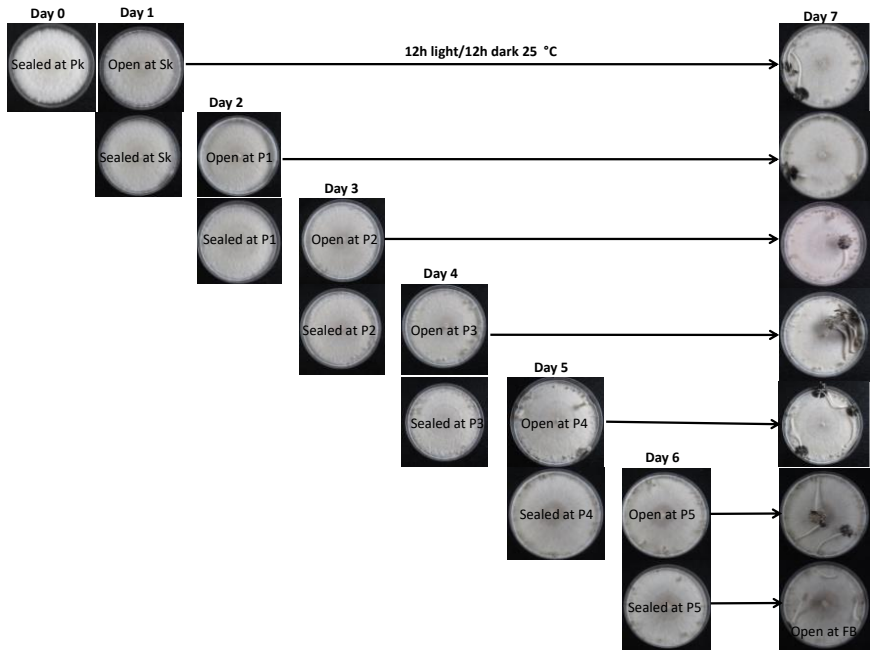 Day 0
Day 1
Day 7
12h light/12h dark 25 °C
Sealed at Pk
Open at Sk
Day 2
Sealed at Sk
Open at P1
Day 3
Sealed at P1
Open at P2
Day 4
Sealed at P2
Open at P3
Day 5
Sealed at P3
Open at P4
Day 6
Sealed at P4
Open at P5
Sealed at P5
Open at FB